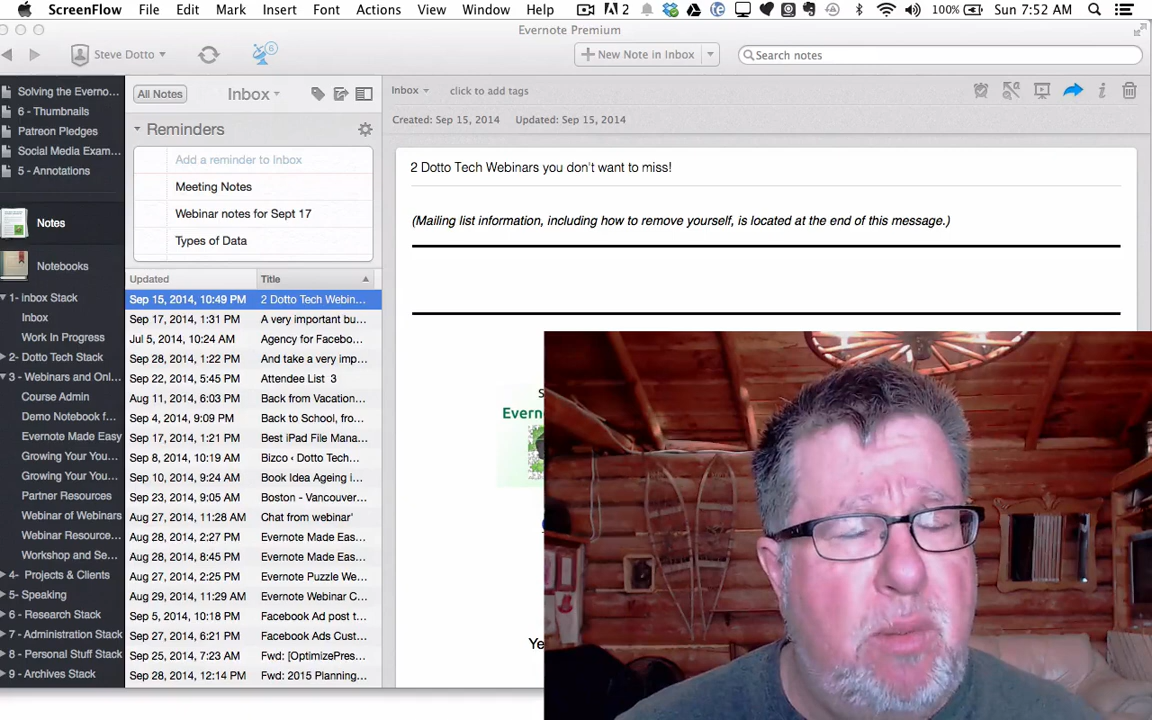 ScreenFlow File Edit Mark Insert Font Actions View Window Help 2 100% Sun 7:52 AM
Evernote Premium
Steve Dotto 6 New Note in Inbox Search notes
Solving the Everno...
6 - Thumbnails
Patreon Pledges
Social Media Exam...
5 - Annotations
Notes
Notebooks
1- inbox Stack
Inbox
Work In Progress
2- Dotto Tech Stack
3 - Webinars and Onl...
Course Admin
Demo Notebook f...
Evernote Made Easy
Growing Your You...
Growing Your You...
Partner Resources
Webinar of Webinars
Webinar Resource...
Workshop and Se...
4- Projects & Clients
5- Speaking
6 - Research Stack
7 - Administration Stack
8 - Personal Stuff Stack
9 - Archives Stack
All Notes Inbox
Reminders
Add a reminder to Inbox
Meeting Notes
Webinar notes for Sept 17
Types of Data
Updated Title
Sep 15, 2014, 10:49 PM 2 Dotto Tech Webin...
Sep 17, 2014, 1:31 PM A very important bu...
Jul 5, 2014, 10:24 AM Agency for Facebo...
Sep 28, 2014, 1:22 PM And take a very imp...
Sep 22, 2014, 5:45 PM Attendee List 3
Aug 11, 2014, 6:03 PM Back from Vacation...
Sep 4, 2014, 9:09 PM Back to School, fro...
Sep 17, 2014, 1:21 PM Best iPad File Mana...
Sep 8, 2014, 10:19 AM Bizco ‹ Dotto Tech...
Sep 10, 2014, 9:24 AM Book Idea Ageing i...
Sep 23, 2014, 9:05 AM Boston - Vancouver...
Aug 27, 2014, 11:28 AM Chat from webinar'
Aug 28, 2014, 2:27 PM Evernote Made Eas...
Aug 28, 2014, 8:45 PM Evernote Made Eas...
Aug 27, 2014, 2:25 PM Evernote Puzzle We...
Aug 29, 2014, 11:29 AM Evernote Webinar C...
Sep 5, 2014, 10:18 PM Facebook Ad post t...
Sep 27, 2014, 6:21 PM Facebook Ads Cust...
Sep 25, 2014, 7:23 AM Fwd: [OptimizePres...
Sep 28, 2014, 12:14 PM Fwd: 2015 Planning...
Inbox click to add tags
Created: Sep 15, 2014 Updated: Sep 15, 2014
2 Dotto Tech Webinars you don't want to miss!
(Mailing list information, including how to remove yourself, is located at the end of this message.)
S
Evern
Ye